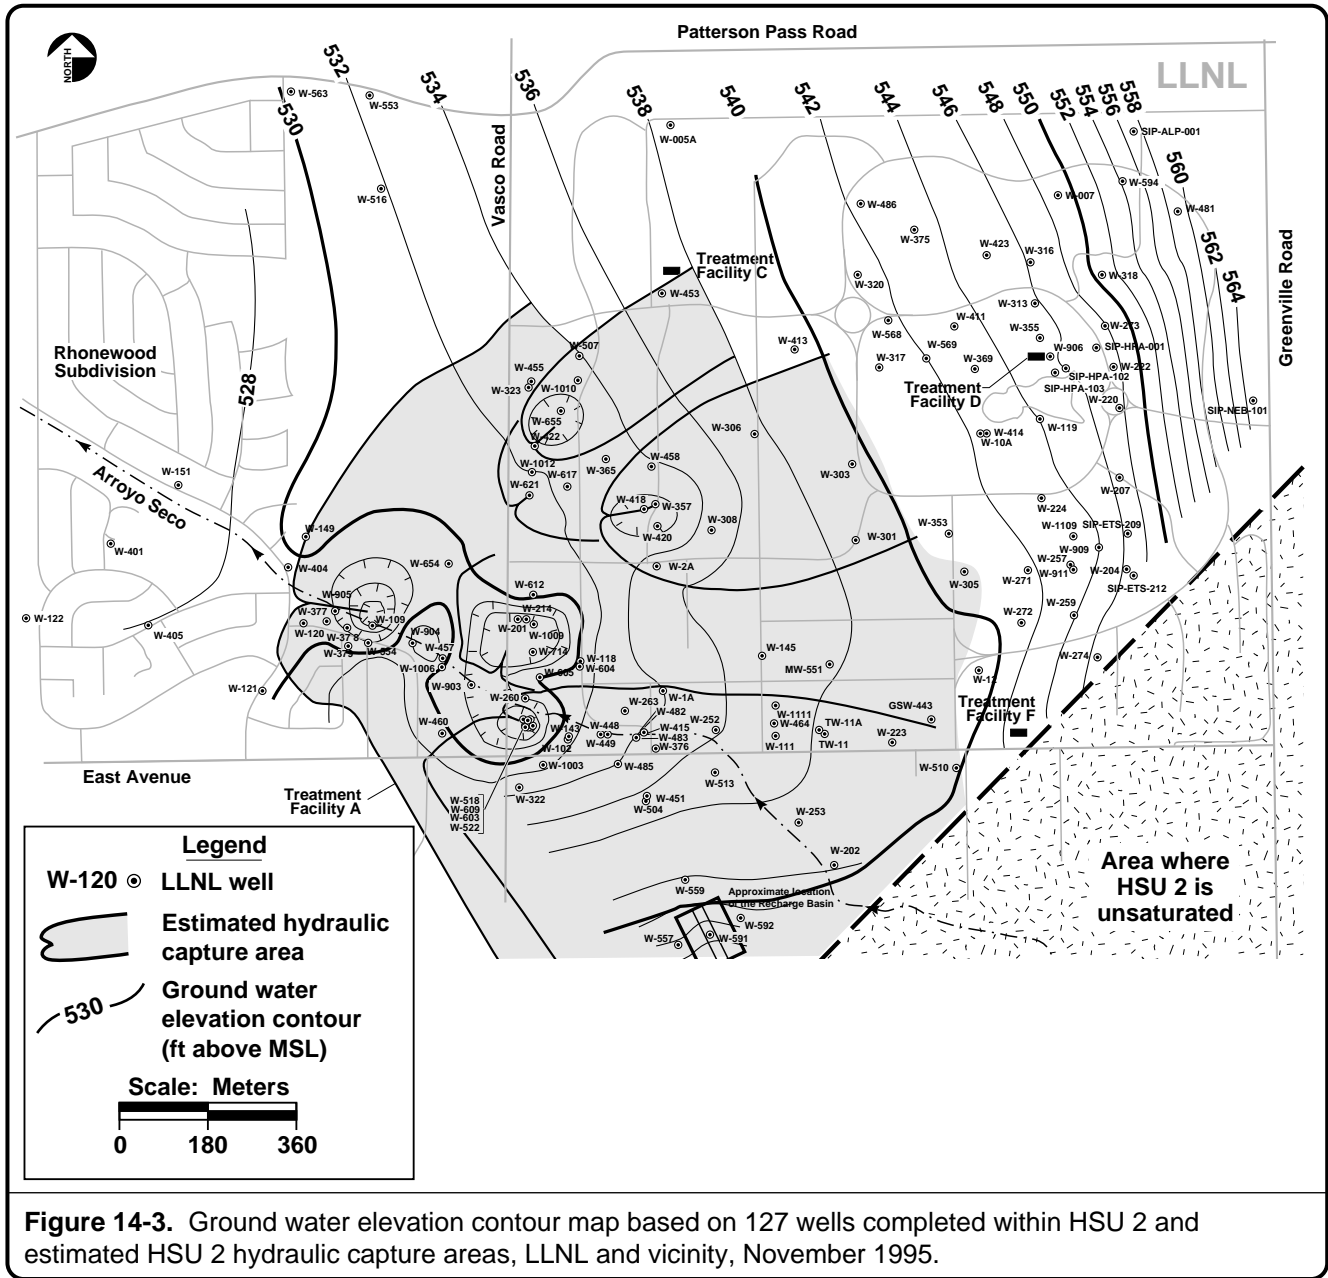 Patterson Pass Road
LLNL
NORTH
532
534
536
538
540
542
544
546
548
550
552
554
556
558
560
562
564
530
528
Vasco Road
Greenville Road
W-563
W-553
W-005A
SIP-ALP-001
W-516
W-486
W-007
W-594
W-481
W-375
W-423
W-316
Treatment
Facility C
W-320
W-318
W-453
W-313
W-411
W-568
W-355
W-273
W-413
W-507
W-569
W-906
SIP-HPA-001
Rhonewood
Subdivision
W-455
W-323
W-1010
W-317
W-369
W-222
SIP-HPA-102
SIP-HPA-103
Treatment
Facility D
W-220
SIP-NEB-101
W-655
W-422
W-306
W-414
W-10A
W-119
W-1012
W-365
W-458
W-151
W-617
W-303
W-621
W-207
Arroyo Seco
W-418
W-357
W-224
W-149
W-308
W-420
W-353
W-1109
SIP-ETS-209
W-401
W-301
W-909
W-404
W-654
W-2A
W-257
W-911
W-204
W-305
W-271
SIP-ETS-212
W-612
W-905
W-377
W-214
W-259
W-122
W-109
W-272
W-405
W-120
W-201
W-1009
W-904
W-373
W-457
W-714
W-145
W-118
W-604
W-274
W-1006
MW-551
W-12
W-121
W-903
W-260
W-1A
Treatment
Facility F
W-263
W-482
W-1111
GSW-443
W-460
W-143
W-448
W-415
W-252
W-464
TW-11A
W-449
W-483
W-102
W-376
W-111
TW-11
W-223
East Avenue
W-1003
W-485
W-513
W-510
W-322
Treatment
Facility A
W-518
W-609
W-603
W-522
W-451
W-504
W-253
W-202
W-559
Approximate location
of the Recharge Basin
W-592
W-557
W-591
Area where
HSU 2 is
unsaturated
Legend
W-120
LLNL well
Estimated hydraulic
capture area
530
Ground water
elevation contour
(ft above MSL)
Scale: Meters
0 180 360
Figure 14-3. Ground water elevation contour map based on 127 wells completed within HSU 2 and
estimated HSU 2 hydraulic capture areas, LLNL and vicinity, November 1995.